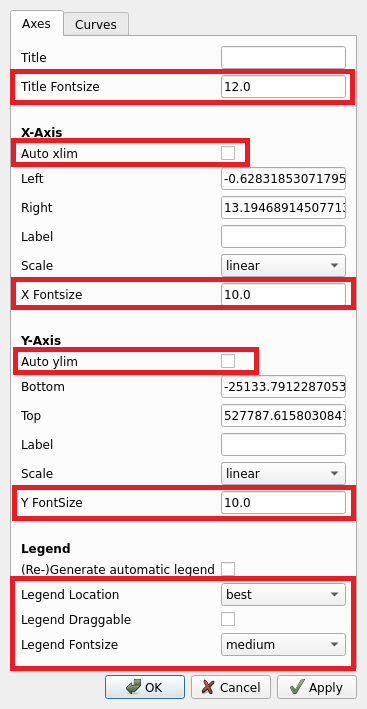 Axes Curves
Title
Title Fontsize 12.0
X-Axis
Auto xlim
Left -0.62831853071795
Right 13.19468914507713
Label
Scale linear
X Fontsize 10.0
Y-Axis
Auto ylim
Bottom -25133.7912287053
Top 527787.6158030847
Label
Scale linear
Y FontSize 10.0
Legend
(Re-)Generate automatic legend
Legend Location best
Legend Draggable
Legend Fontsize medium
OK Cancel Apply